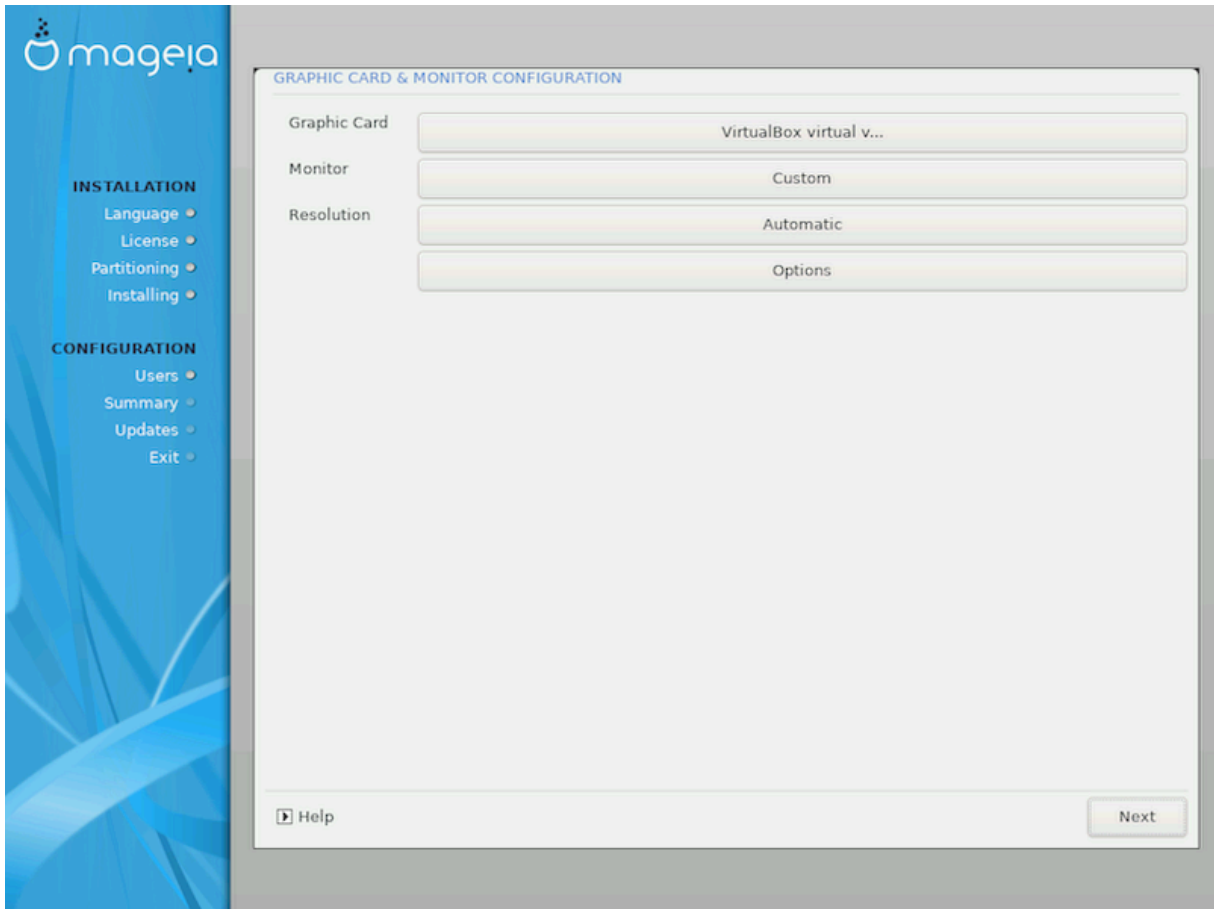 mageia
INSTALLATION
Language
License
Partitioning
Installing
CONFIGURATION
Users
Summary
Updates
Exit
GRAPHIC CARD & MONITOR CONFIGURATION
Graphic Card VirtualBox virtual v...
Monitor Custom
Resolution Automatic
Options
Help Next